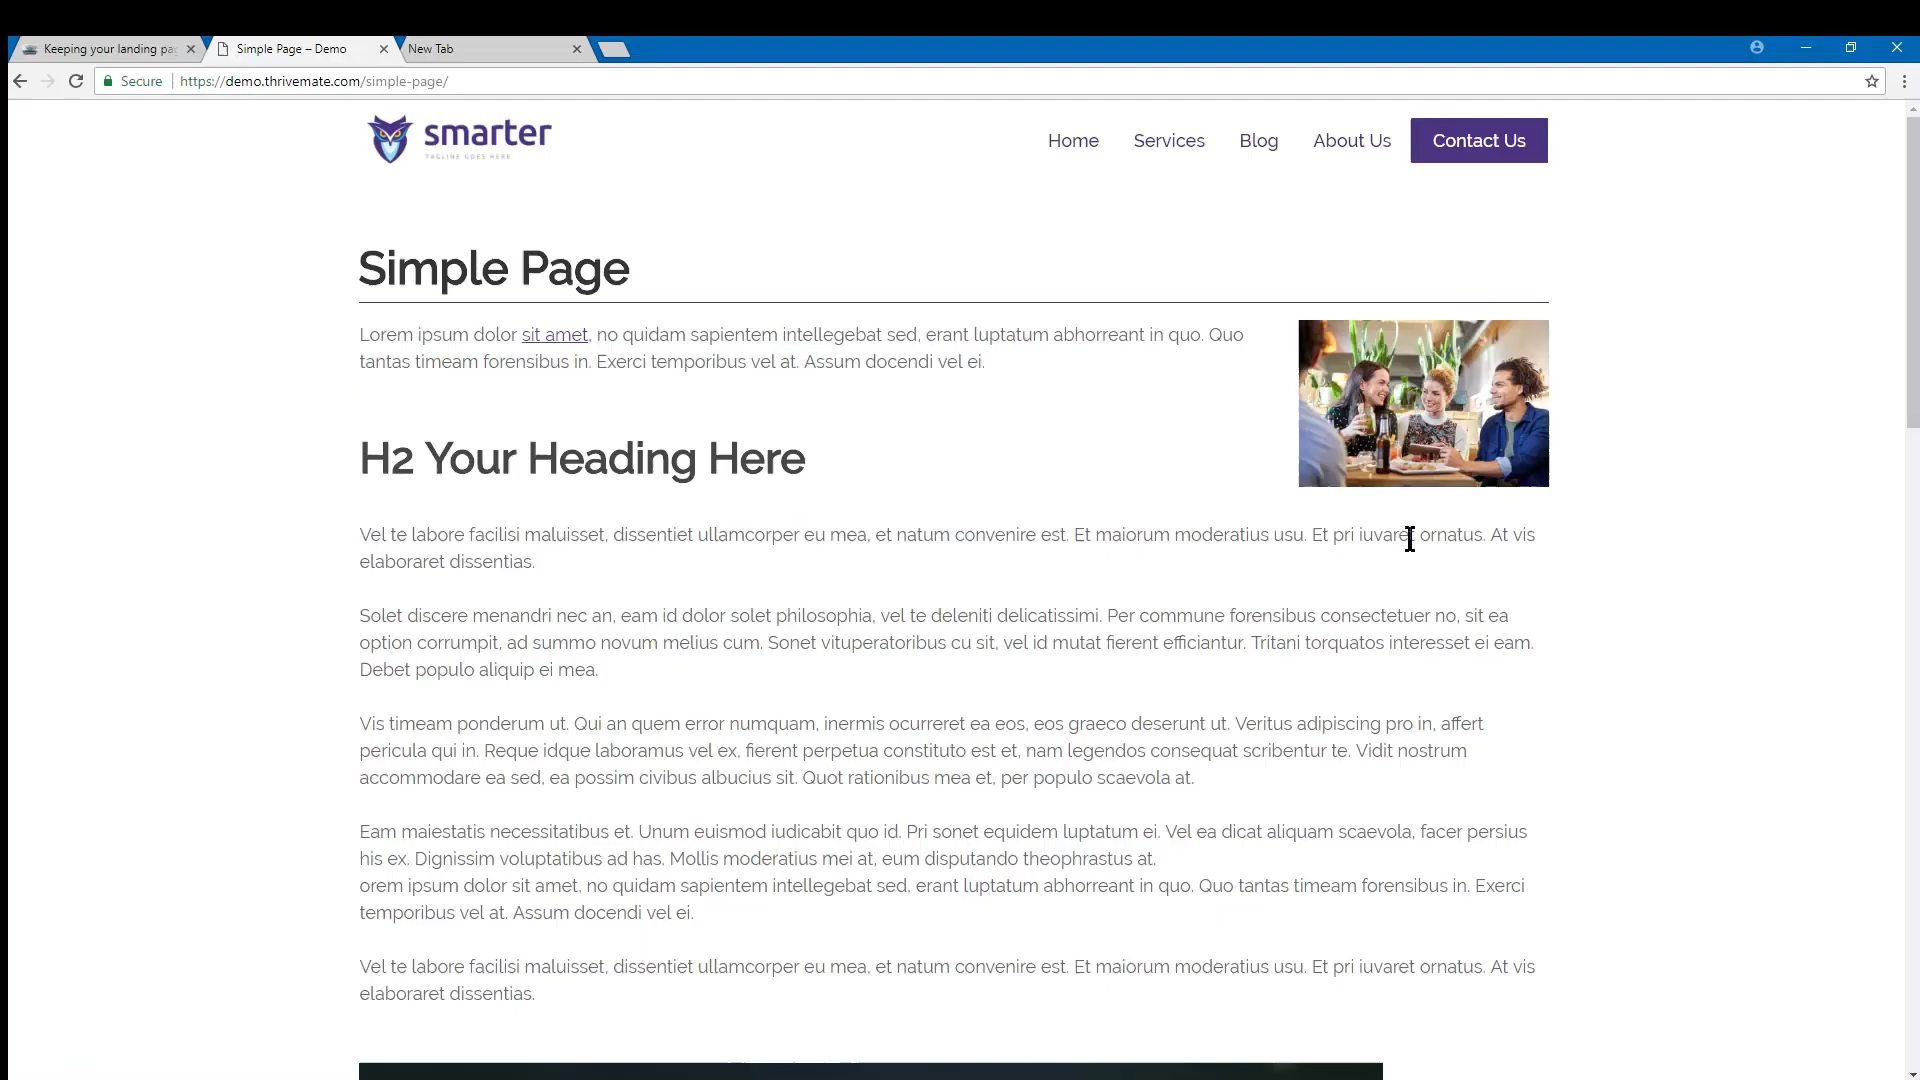 Keeping your landing pa
Simple Page – Demo
New Tab
Secure
https://demo.thrivemate.com/simple-page/
smarter
TAGLINE GOES HERE
Home
Services
Blog
About Us
Contact Us
Simple Page
Lorem ipsum dolor sit amet, no quidam sapientem intellegebat sed, erant luptatum abhorreant in quo. Quo
tantas timeam forensibus in. Exerci temporibus vel at. Assum docendi vel ei.
H2 Your Heading Here
Vel te labore facilisi maluisset, dissentiet ullamcorper eu mea, et natum convenire est. Et maiorum moderatius usu. Et pri iuvaret ornatus. At vis
elaboraret dissentias.
Solet discere menandri nec an, eam id dolor solet philosophia, vel te deleniti delicatissimi. Per commune forensibus consectetuer no, sit ea
option corrumpit, ad summo novum melius cum. Sonet vituperatoribus cu sit, vel id mutat fierent efficiantur. Tritani torquatos interesset ei eam.
Debet populo aliquip ei mea.
Vis timeam ponderum ut. Qui an quem error numquam, inermis ocurreret ea eos, eos graeco deserunt ut. Veritus adipiscing pro in, affert
pericula qui in. Reque idque laboramus vel ex, fierent perpetua constituto est et, nam legendos consequat scribentur te. Vidit nostrum
accommodare ea sed, ea possim civibus albucius sit. Quot rationibus mea et, per populo scaevola at.
Eam maiestatis necessitatibus et. Unum euismod iudicabit quo id. Pri sonet equidem luptatum ei. Vel ea dicat aliquam scaevola, facer persius
his ex. Dignissim voluptatibus ad has. Mollis moderatius mei at, eum disputando theophrastus at.
orem ipsum dolor sit amet, no quidam sapientem intellegebat sed, erant luptatum abhorreant in quo. Quo tantas timeam forensibus in. Exerci
temporibus vel at. Assum docendi vel ei.
Vel te labore facilisi maluisset, dissentiet ullamcorper eu mea, et natum convenire est. Et maiorum moderatius usu. Et pri iuvaret ornatus. At vis
elaboraret dissentias.